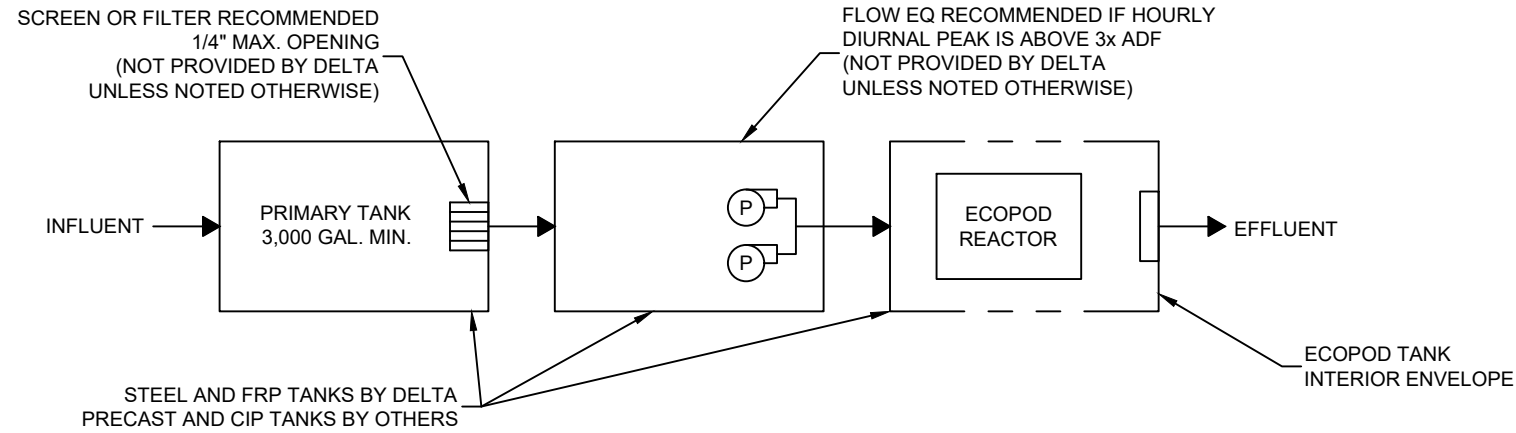 SCREEN OR FILTER RECOMMENDED
1/4" MAX. OPENING
(NOT PROVIDED BY DELTA
UNLESS NOTED OTHERWISE)
FLOW EQ RECOMMENDED IF HOURLY
DIURNAL PEAK IS ABOVE 3x ADF
(NOT PROVIDED BY DELTA
UNLESS NOTED OTHERWISE)
INFLUENT
PRIMARY TANK
3,000 GAL. MIN.
P
P
ECOPOD
REACTOR
EFFLUENT
STEEL AND FRP TANKS BY DELTA
PRECAST AND CIP TANKS BY OTHERS
ECOPOD TANK
INTERIOR ENVELOPE